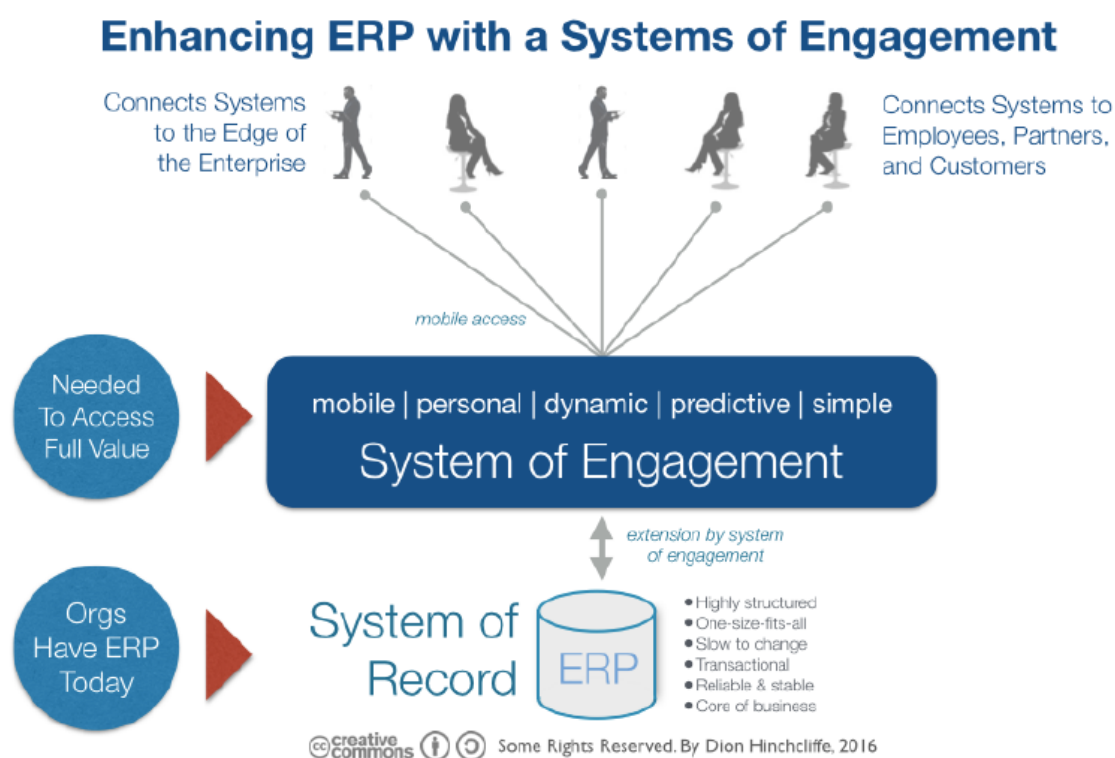 Enhancing ERP with a Systems of Engagement
Connects Systems
to the Edge of
the Enterprise
Connects Systems to
Employees, Partners,
and Customers
mobile access
Needed
To Access
Full Value
mobile | personal | dynamic | predictive | simple
System of Engagement
extension by system
of engagement
Orgs
Have ERP
Today
System of
Record
ERP
• Highly structured
• One-size-fits-all
• Slow to change
• Transactional
• Reliable & stable
• Core of business
cc creative
commons
Some Rights Reserved. By Dion Hinchcliffe, 2016